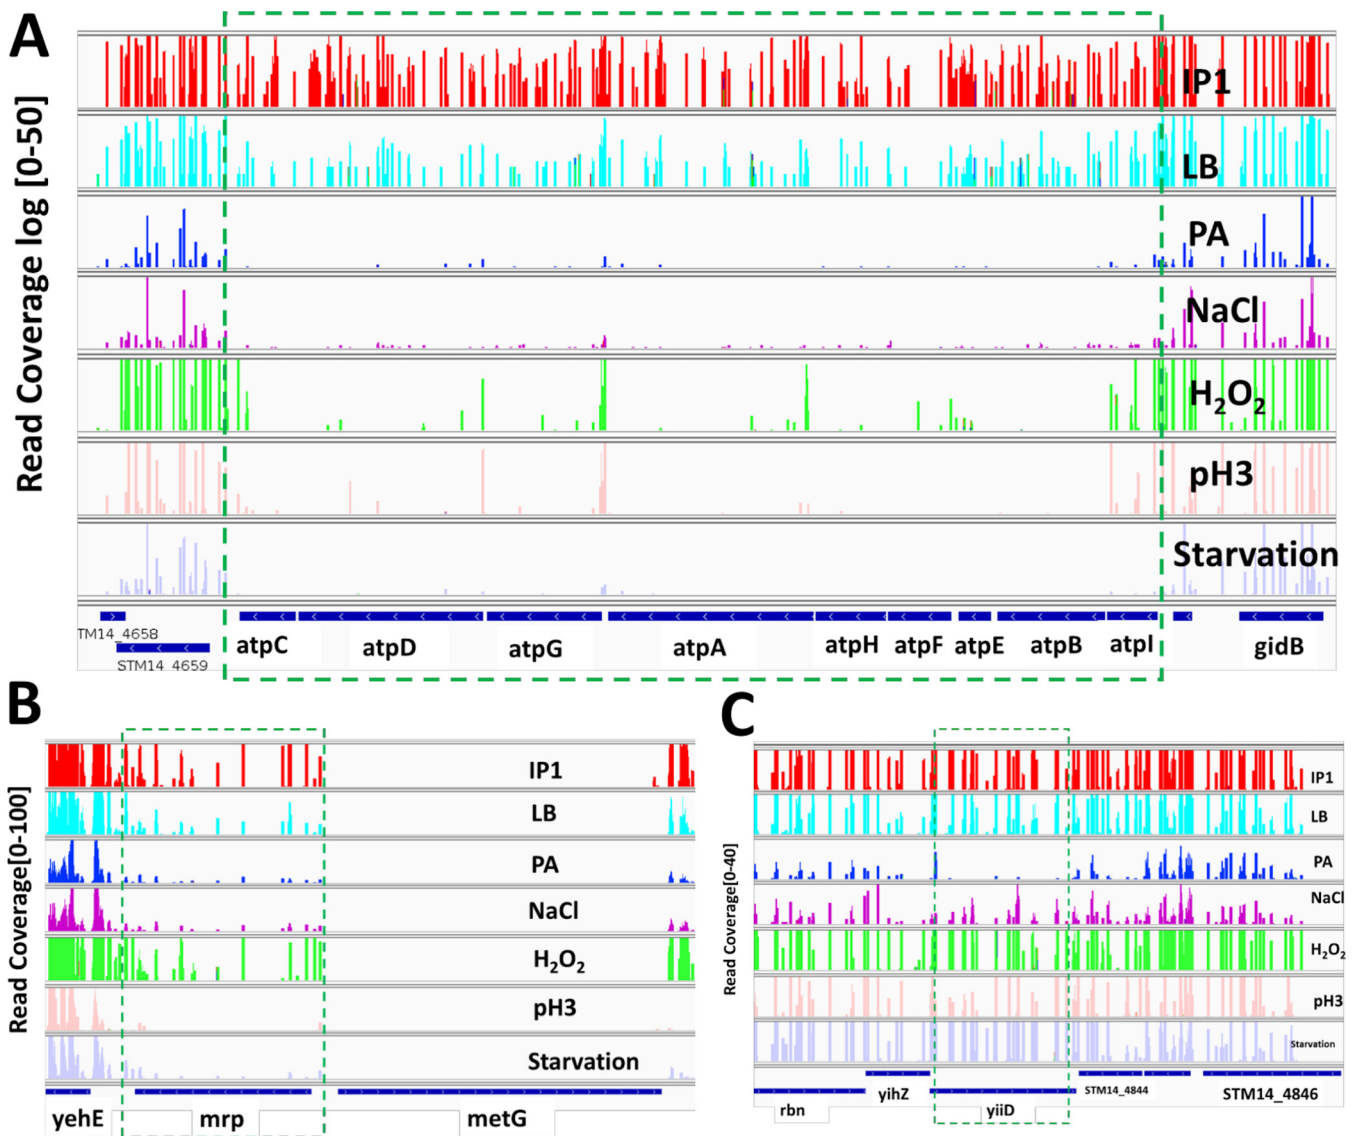 A
Read Coverage log [0-50]
IP1
LB
PA
NaCl
H₂O₂
pH3
Starvation
TM14_4658
STM14_4659
atpC atpD atpG atpA atpH atpF atpE atpB atpI gidB
B
Read Coverage[0-100]
IP1
LB
PA
NaCl
H₂O₂
pH3
Starvation
yehE mrp metG
C
Read Coverage[0-40]
IP1
LB
PA
NaCl
H₂O₂
pH3
Starvation
rbn yihZ yiiD STM14_4844 STM14_4846